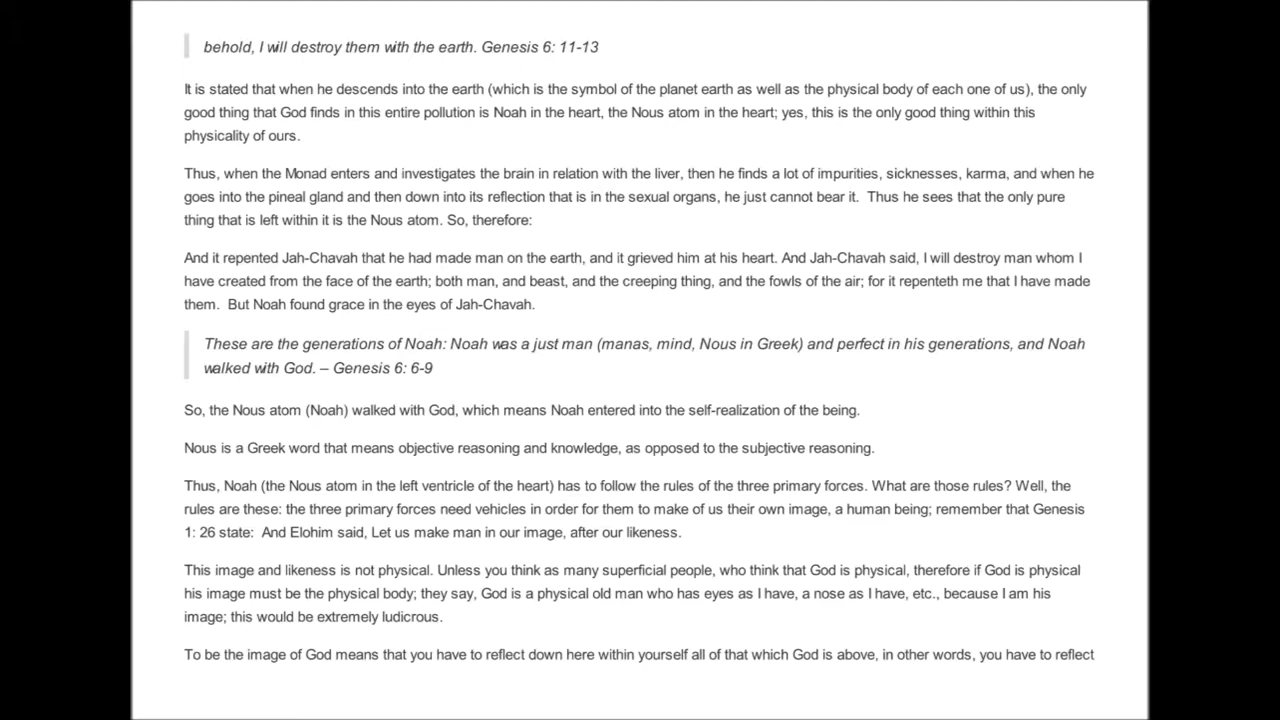 behold, I will destroy them with the earth. Genesis 6: 11-13
It is stated that when he descends into the earth (which is the symbol of the planet earth as well as the physical body of each one of us), the only
good thing that God finds in this entire pollution is Noah in the heart, the Nous atom in the heart; yes, this is the only good thing within this
physicality of ours.
Thus, when the Monad enters and investigates the brain in relation with the liver, then he finds a lot of impurities, sicknesses, karma, and when he
goes into the pineal gland and then down into its reflection that is in the sexual organs, he just cannot bear it.  Thus he sees that the only pure
thing that is left within it is the Nous atom. So, therefore:
And it repented Jah-Chavah that he had made man on the earth, and it grieved him at his heart. And Jah-Chavah said, I will destroy man whom I
have created from the face of the earth; both man, and beast, and the creeping thing, and the fowls of the air; for it repenteth me that I have made
them.  But Noah found grace in the eyes of Jah-Chavah.
These are the generations of Noah: Noah was a just man (manas, mind, Nous in Greek) and perfect in his generations, and Noah
walked with God. – Genesis 6: 6-9
So, the Nous atom (Noah) walked with God, which means Noah entered into the self-realization of the being.
Nous is a Greek word that means objective reasoning and knowledge, as opposed to the subjective reasoning.
Thus, Noah (the Nous atom in the left ventricle of the heart) has to follow the rules of the three primary forces. What are those rules? Well, the
rules are these: the three primary forces need vehicles in order for them to make of us their own image, a human being; remember that Genesis
1: 26 state:  And Elohim said, Let us make man in our image, after our likeness.
This image and likeness is not physical. Unless you think as many superficial people, who think that God is physical, therefore if God is physical
his image must be the physical body; they say, God is a physical old man who has eyes as I have, a nose as I have, etc., because I am his
image; this would be extremely ludicrous.
To be the image of God means that you have to reflect down here within yourself all of that which God is above, in other words, you have to reflect